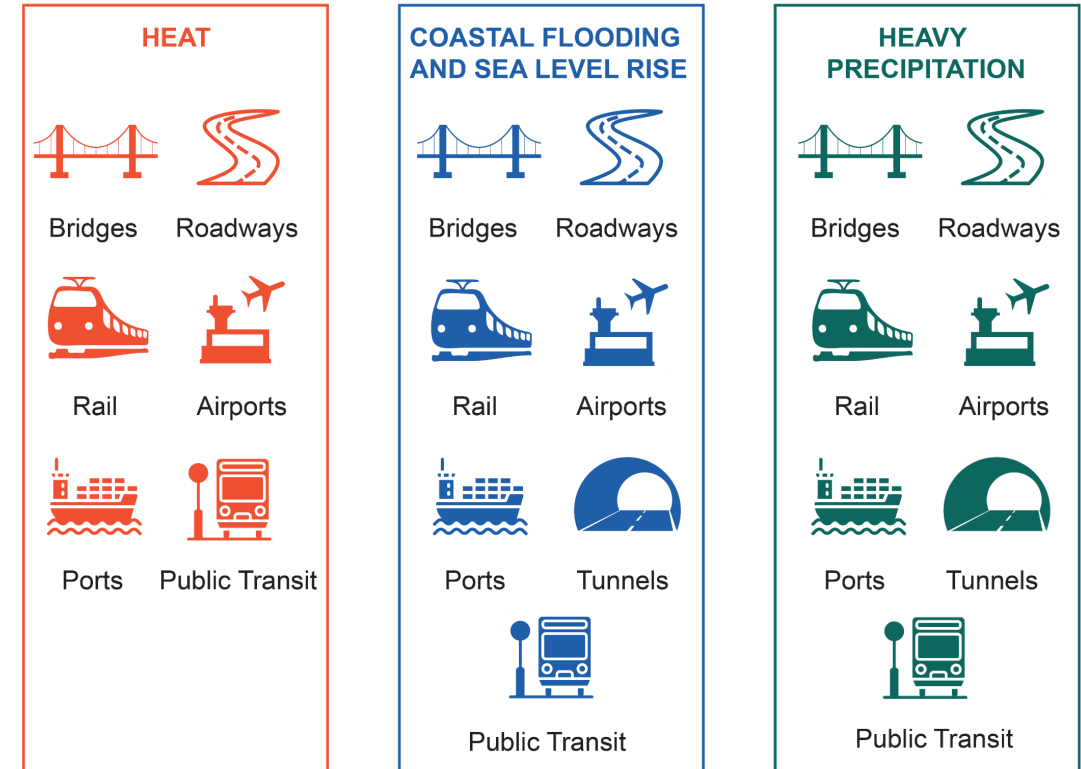 HEAT
Bridges Roadways
Rail Airports
Ports Public Transit
COASTAL FLOODING
AND SEA LEVEL RISE
Bridges Roadways
Rail Airports
Ports Tunnels
Public Transit
HEAVY
PRECIPITATION
Bridges Roadways
Rail Airports
Ports Tunnels
Public Transit